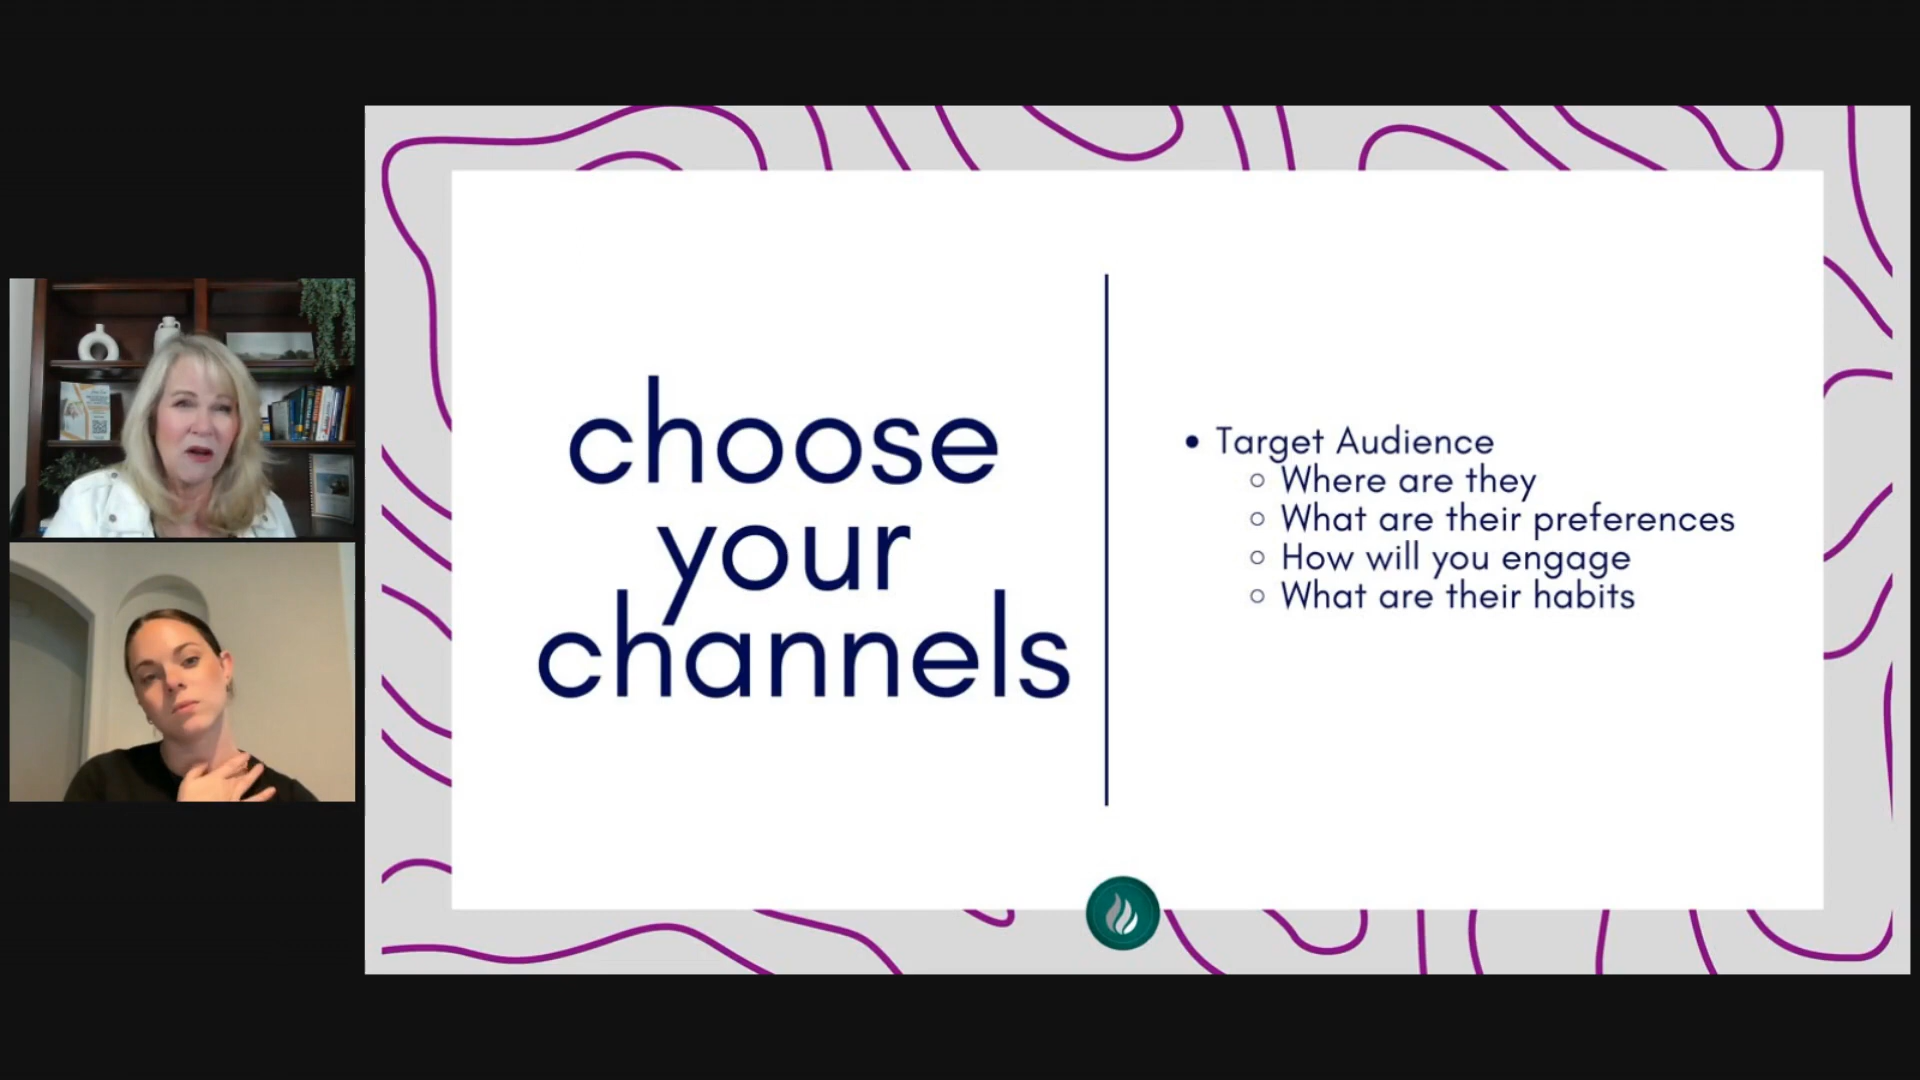 choose
your
channels
• Target Audience
○ Where are they
○ What are their preferences
○ How will you engage
○ What are their habits